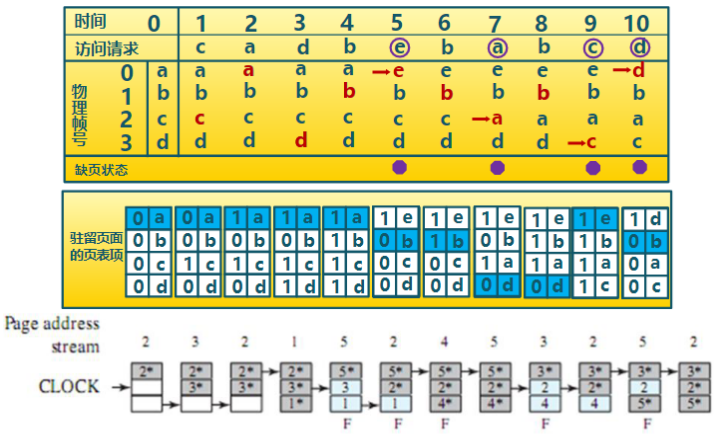 时间 0 1 2 3 4 5 6 7 8 9 10
访问请求 c a d b e b a b c d
物理帧号
0 a a a a a →e e e e e →d
1 b b b b b b b b b b b
2 c c c c c c c →a a a a
3 d d d d d d d d d →c c
缺页状态
驻留页面的页表项
0 a 0 a 1 a 1 a 1 a 1 e 1 e 1 e 1 e 1 e 1 d
0 b 0 b 0 b 0 b 1 b 0 b 1 b 0 b 1 b 1 b 0 b
0 c 1 c 1 c 1 c 1 c 0 c 0 c 1 a 1 a 1 a 0 a
0 d 0 d 0 d 1 d 1 d 0 d 0 d 0 d 0 d 1 c 0 c
Page address
stream 2 3 2 1 5 2 4 5 3 2 5 2
CLOCK
2* 2* 2* 2* 5* 5* 5* 5* 3* 3* 3* 3*
3* 3* 3* 3 2* 2* 2* 2 2* 2 2*
1* 1 1 4* 4* 4 4 5* 5*
F F F F F